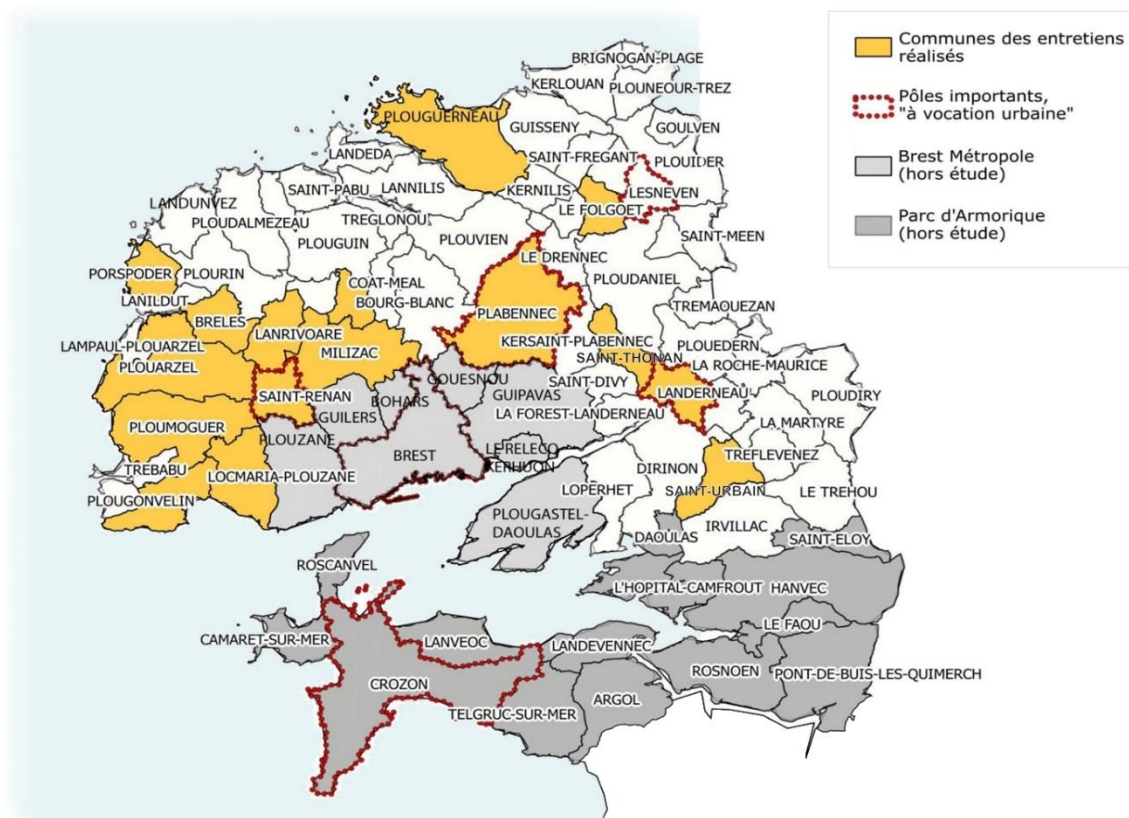 Communes des entretiens
réalisés
Pôles importants,
"à vocation urbaine"
Brest Métropole
(hors étude)
Parc d'Armorique
(hors étude)
BRIGNOGAN-PLAGE
KERLOUAN
PLOUNEOUR-TREZ
PLOUGUERNEAU
GUISSENY
GOULVEN
LANDEDA
SAINT-FREGANT
PLOUIDER
SAINT-PABU
LANNILIS
KERNILIS
LESNEVEN
LANDUNVEZ
LE FOLGOET
PLOUDALMEZEAU
TREGLONOU
PLOUGUIN
PLOUVIEN
SAINT-MEEN
LE DRENNEC
PORSPODER
PLOURIN
PLOUDANIEL
COAT-MEAL
LANILDUT
BOURG-BLANC
TREMAOUEZAN
BRELES
PLABENNEC
LANRIVOARE
KERSAINT-PLABENNEC
LAMPAUL-PLOUARZEL
MILIZAC
PLOUEDERN
SAINT-THONAN
PLOUARZEL
LA ROCHE-MAURICE
GOUESNOU
SAINT-DIVY
SAINT-RENAN
BOHARS
GUIPAVAS
LANDERNEAU
PLOUDIRY
GUILERS
LA FOREST-LANDERNEAU
PLOUMOGUER
LA MARTYRE
PLOUZANE
BREST
LE RELECQ
KERHUON
TREFLEVENEZ
TREBABU
LOCMARIA-PLOUZANE
DIRINON
PLOUGONVELIN
LOPERHET
SAINT-URBAIN
LE TREHOU
PLOUGASTEL-
DAOULAS
IRVILLAC
DAOULAS
SAINT-ELOY
ROSCANVEL
L'HOPITAL-CAMFROUT
HANVEC
LE FAOU
CAMARET-SUR-MER
LANVEOC
LANDEVENNEC
ROSNOEN
PONT-DE-BUIS-LES-QUIMERCH
CROZON
ARGOL
TELGRUC-SUR-MER